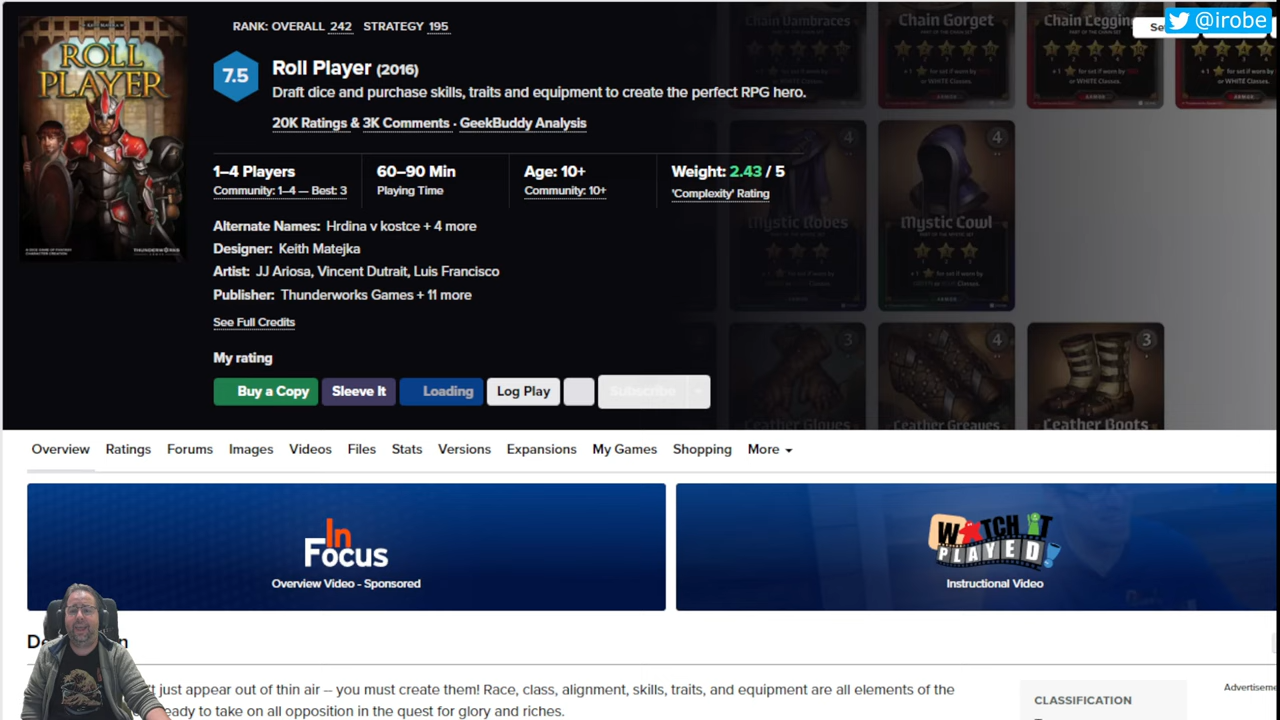 ROLL
PLAYER
THUNDERWORKS
RANK: OVERALL 242 STRATEGY 195
@irobe
7.5
Roll Player (2016)
Draft dice and purchase skills, traits and equipment to create the perfect RPG hero.
20K Ratings & 3K Comments · GeekBuddy Analysis
1–4 Players
Community: 1–4 — Best: 3
60–90 Min
Playing Time
Age: 10+
Community: 10+
Weight: 2.43 / 5
'Complexity' Rating
Alternate Names: Hrdina v kostce + 4 more
Designer: Keith Matejka
Artist: JJ Ariosa, Vincent Dutrait, Luis Francisco
Publisher: Thunderworks Games + 11 more
See Full Credits
My rating
Buy a Copy
Sleeve It
Loading
Log Play
Subscribe
Chain Gorget
4
Mystic Robes
4
Mystic Cowl
3
Leather Gloves
4
Leather Greaves
3
Leather Boots
Overview Ratings Forums Images Videos Files Stats Versions Expansions My Games Shopping More
In
Focus
Overview Video - Sponsored
WATCH IT
PLAYED
Instructional Video
just appear out of thin air – you must create them! Race, class, alignment, skills, traits, and equipment are all elements of the
ready to take on all opposition in the quest for glory and riches.
CLASSIFICATION